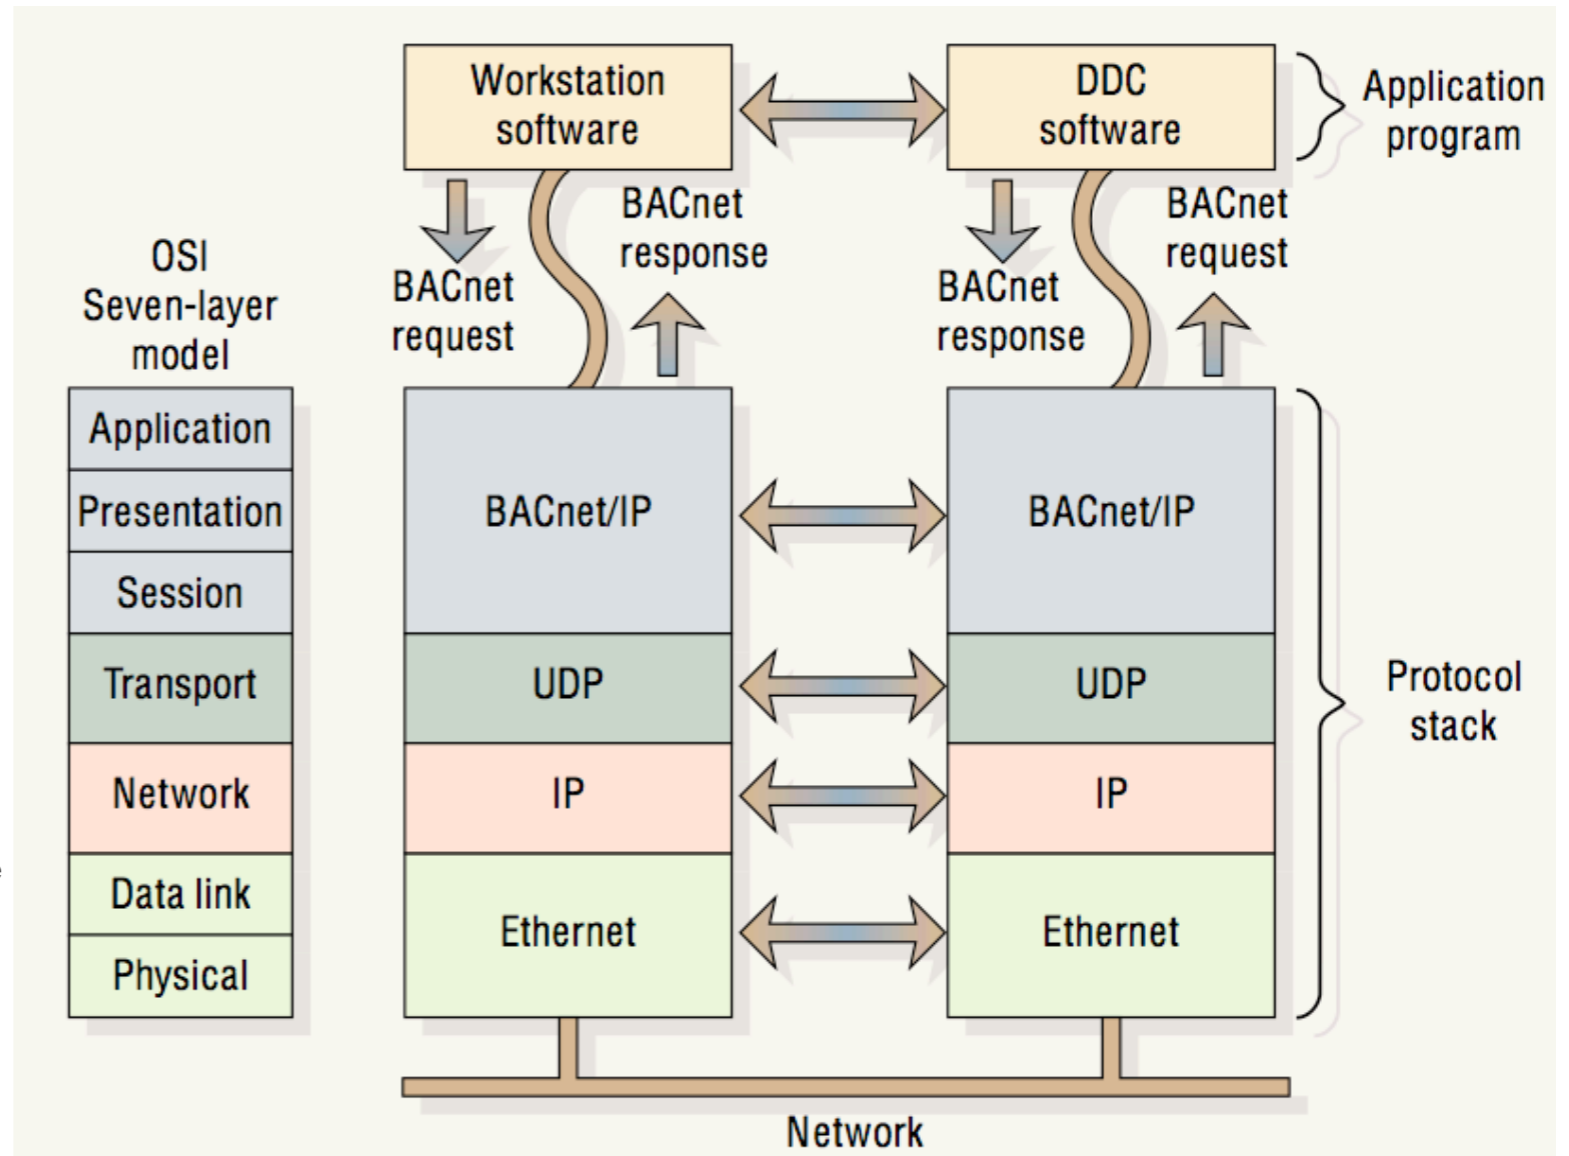 Workstation
software
DDC
software
Application
program
BACnet
request
BACnet
response
BACnet
response
BACnet
request
OSI
Seven-layer
model
Application
Presentation
Session
Transport
Network
Data link
Physical
BACnet/IP
UDP
IP
Ethernet
BACnet/IP
UDP
IP
Ethernet
Protocol
stack
Network